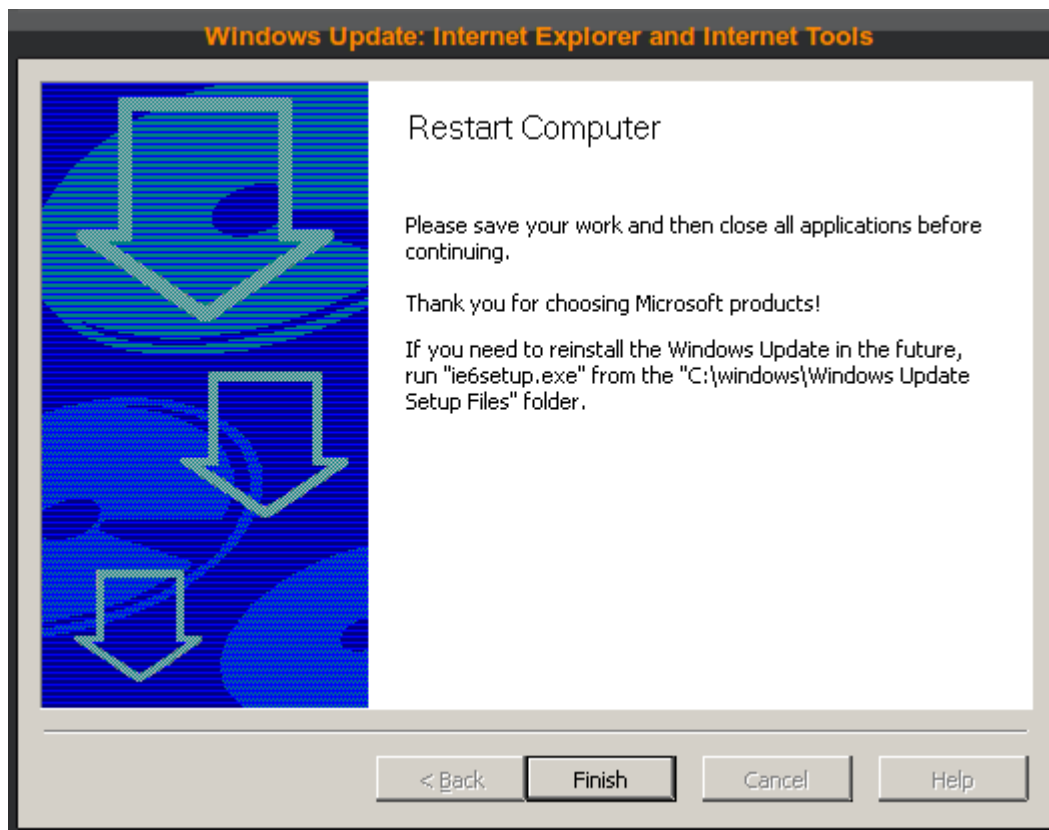 Windows Update: Internet Explorer and Internet Tools
Restart Computer
Please save your work and then close all applications before
continuing.
Thank you for choosing Microsoft products!
If you need to reinstall the Windows Update in the future,
run "ie6setup.exe" from the "C:\windows\Windows Update
Setup Files" folder.
< Back Finish Cancel Help